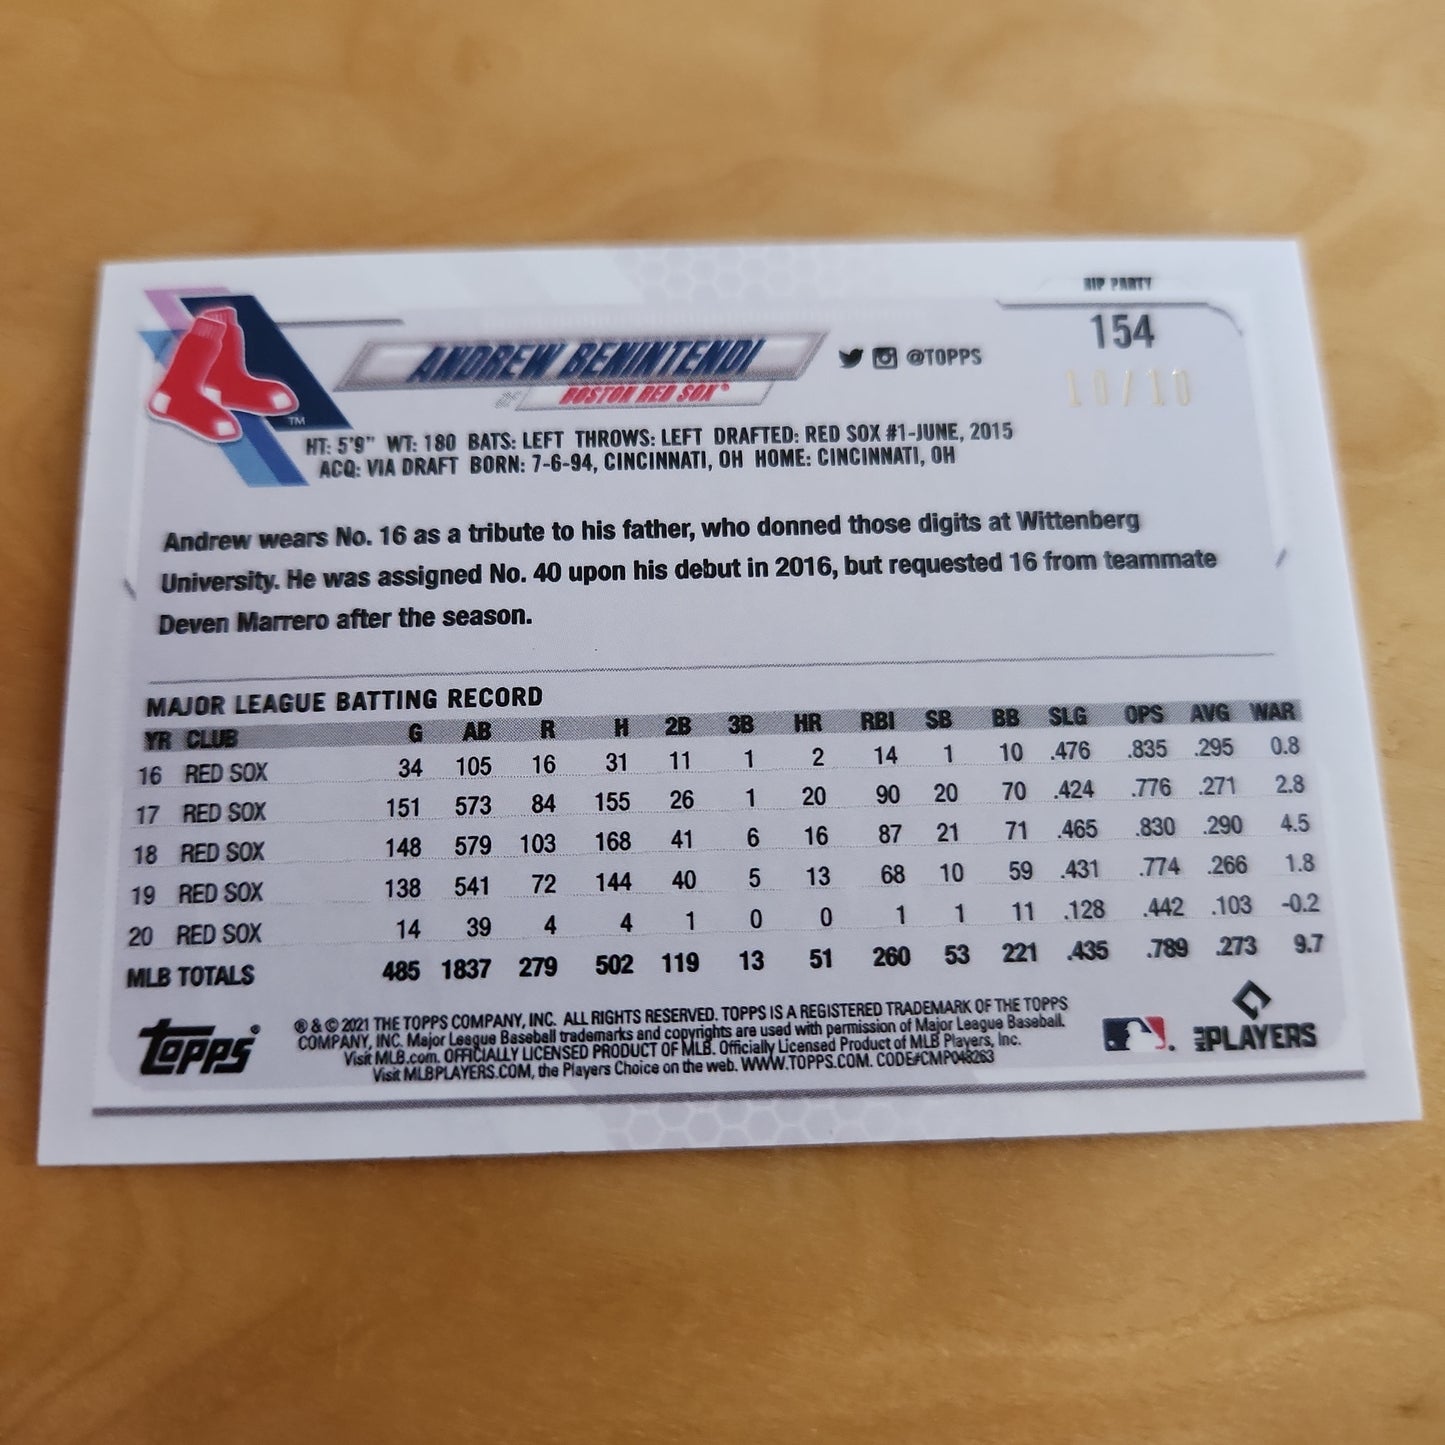 RIP PARTY
154
10/10
ANDREW BENINTENDI
@TOPPS
OF BOSTON RED SOX®
HT: 5'9" WT: 180 BATS: LEFT THROWS: LEFT DRAFTED: RED SOX #1-JUNE, 2015
ACQ: VIA DRAFT BORN: 7-6-94, CINCINNATI, OH HOME: CINCINNATI, OH
TM
Andrew wears No. 16 as a tribute to his father, who donned those digits at Wittenberg
University. He was assigned No. 40 upon his debut in 2016, but requested 16 from teammate
Deven Marrero after the season.
MAJOR LEAGUE BATTING RECORD
YR CLUB G AB R H 2B 3B HR RBI SB BB SLG OPS AVG WAR
16 RED SOX 34 105 16 31 11 1 2 14 1 10 .476 .835 .295 0.8
17 RED SOX 151 573 84 155 26 1 20 90 20 70 .424 .776 .271 2.8
18 RED SOX 148 579 103 168 41 6 16 87 21 71 .465 .830 .290 4.5
19 RED SOX 138 541 72 144 40 5 13 68 10 59 .431 .774 .266 1.8
20 RED SOX 14 39 4 4 1 0 0 1 1 11 .128 .442 .103 -0.2
MLB TOTALS 485 1837 279 502 119 13 51 260 53 221 .435 .789 .273 9.7
topps®
® & © 2021 THE TOPPS COMPANY, INC. ALL RIGHTS RESERVED. TOPPS IS A REGISTERED TRADEMARK OF THE TOPPS
COMPANY, INC. Major League Baseball trademarks and copyrights are used with permission of Major League Baseball.
Visit MLB.com. OFFICIALLY LICENSED PRODUCT OF MLB. Officially Licensed Product of MLB Players, Inc.
Visit MLBPLAYERS.COM, the Players Choice on the web. WWW.TOPPS.COM. CODE#CMP048263
MLB PLAYERS